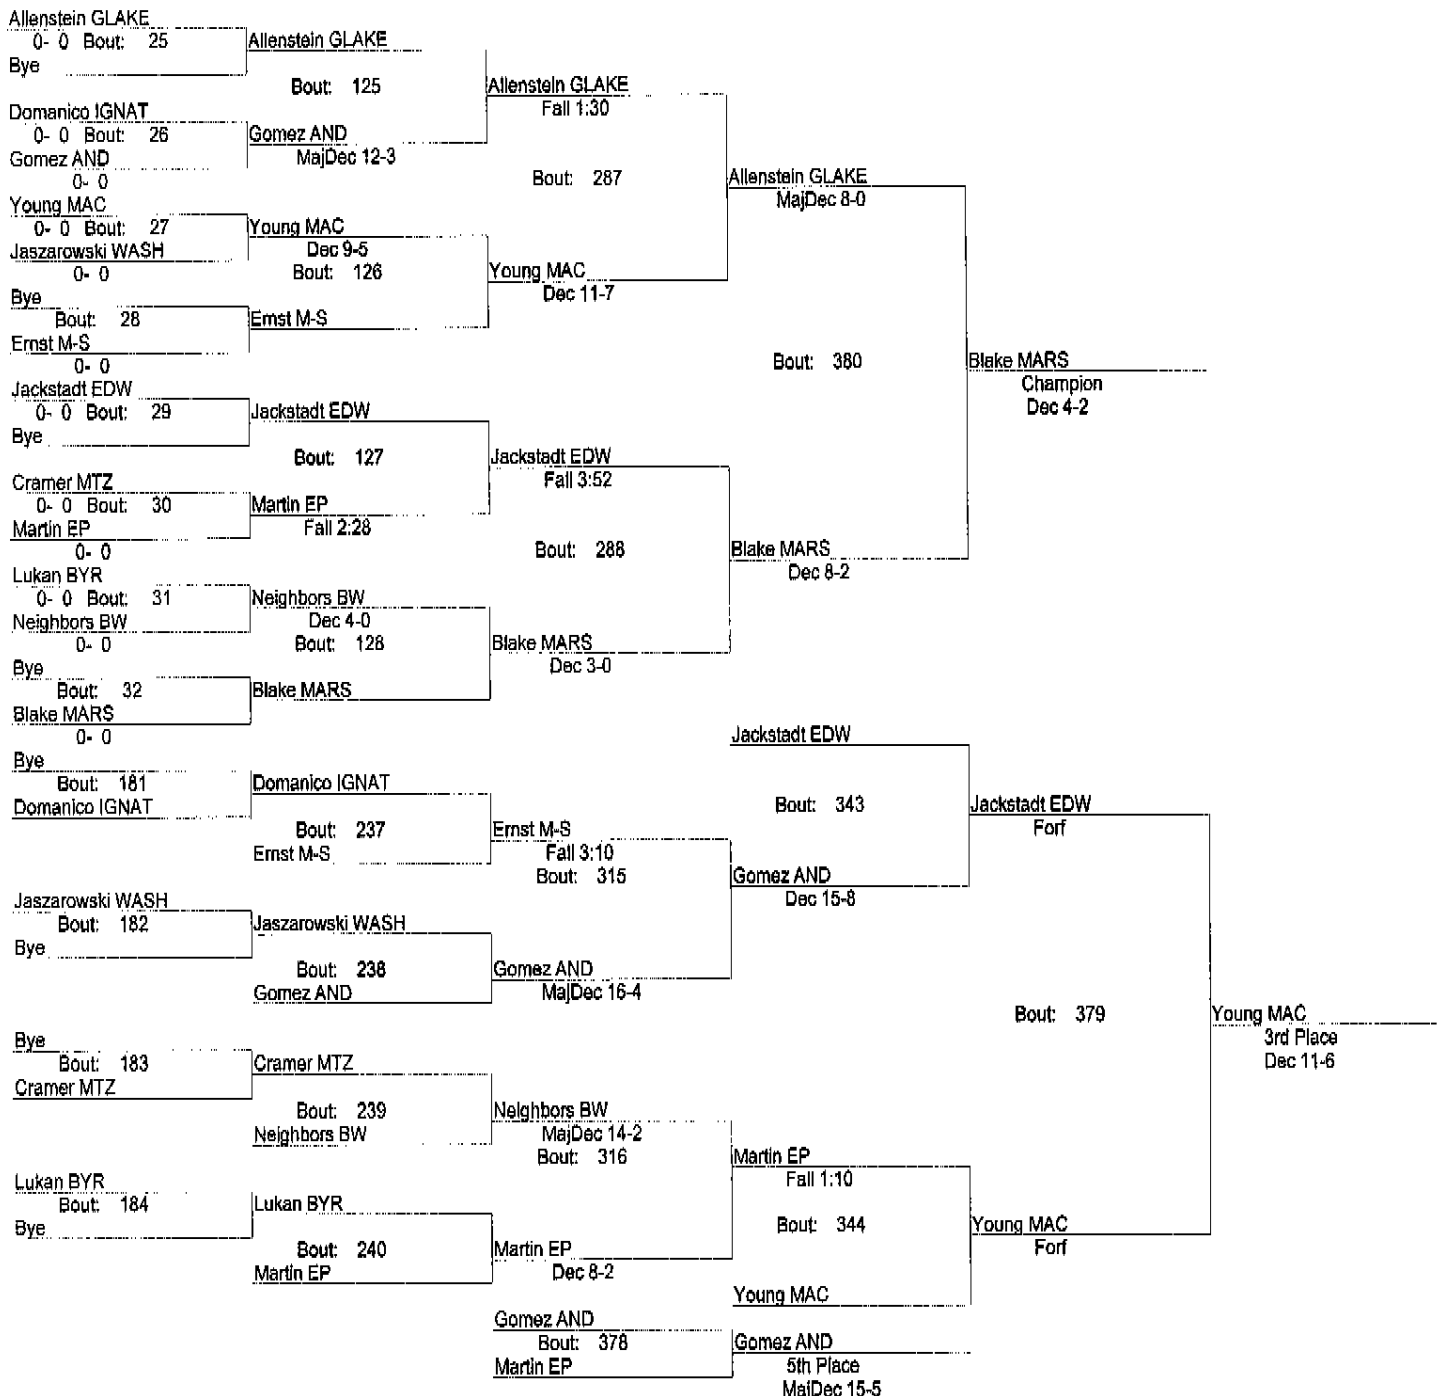 Allenstein GLAKE
0- 0 Bout: 25
Bye
Allenstein GLAKE
Bout: 125
Domanico IGNAT
0- 0 Bout: 26
Gomez AND
0- 0
Gomez AND
MajDec 12-3
Allenstein GLAKE
Fall 1:30
Bout: 287
Young MAC
0- 0 Bout: 27
Jaszarowski WASH
0- 0
Young MAC
Dec 9-5
Bout: 126
Bye
Bout: 28
Ernst M-S
0- 0
Ernst M-S
Young MAC
Dec 11-7
Allenstein GLAKE
MajDec 8-0
Bout: 380
Jackstadt EDW
0- 0 Bout: 29
Bye
Jackstadt EDW
Bout: 127
Cramer MTZ
0- 0 Bout: 30
Martin EP
0- 0
Martin EP
Fall 2:28
Jackstadt EDW
Fall 3:52
Bout: 288
Lukan BYR
0- 0 Bout: 31
Neighbors BW
0- 0
Neighbors BW
Dec 4-0
Bout: 128
Bye
Bout: 32
Blake MARS
0- 0
Blake MARS
Blake MARS
Dec 3-0
Blake MARS
Dec 8-2
Blake MARS
Champion
Dec 4-2
Bye
Bout: 181
Domanico IGNAT
Domanico IGNAT
Bout: 237
Ernst M-S
Ernst M-S
Fall 3:10
Bout: 315
Jaszarowski WASH
Bout: 182
Bye
Jaszarowski WASH
Bout: 238
Gomez AND
Gomez AND
MajDec 16-4
Jackstadt EDW
Bout: 343
Gomez AND
Dec 15-8
Jackstadt EDW
Forf
Bout: 379
Bye
Bout: 183
Cramer MTZ
Cramer MTZ
Bout: 239
Neighbors BW
Neighbors BW
MajDec 14-2
Bout: 316
Lukan BYR
Bout: 184
Bye
Lukan BYR
Bout: 240
Martin EP
Martin EP
Dec 8-2
Martin EP
Fall 1:10
Bout: 344
Young MAC
Young MAC
Forf
Young MAC
3rd Place
Dec 11-6
Gomez AND
Bout: 378
Martin EP
Gomez AND
5th Place
MajDec 15-5